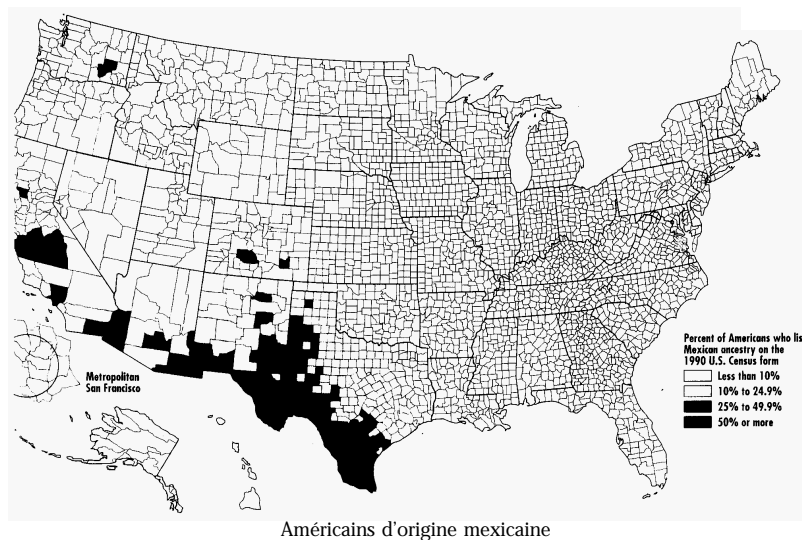 Metropolitan
San Francisco
Percent of Americans who lis
Mexican ancestry on the
1990 U.S. Census form
Less than 10%
10% to 24.9%
25% to 49.9%
50% or more
Américains d'origine mexicaine